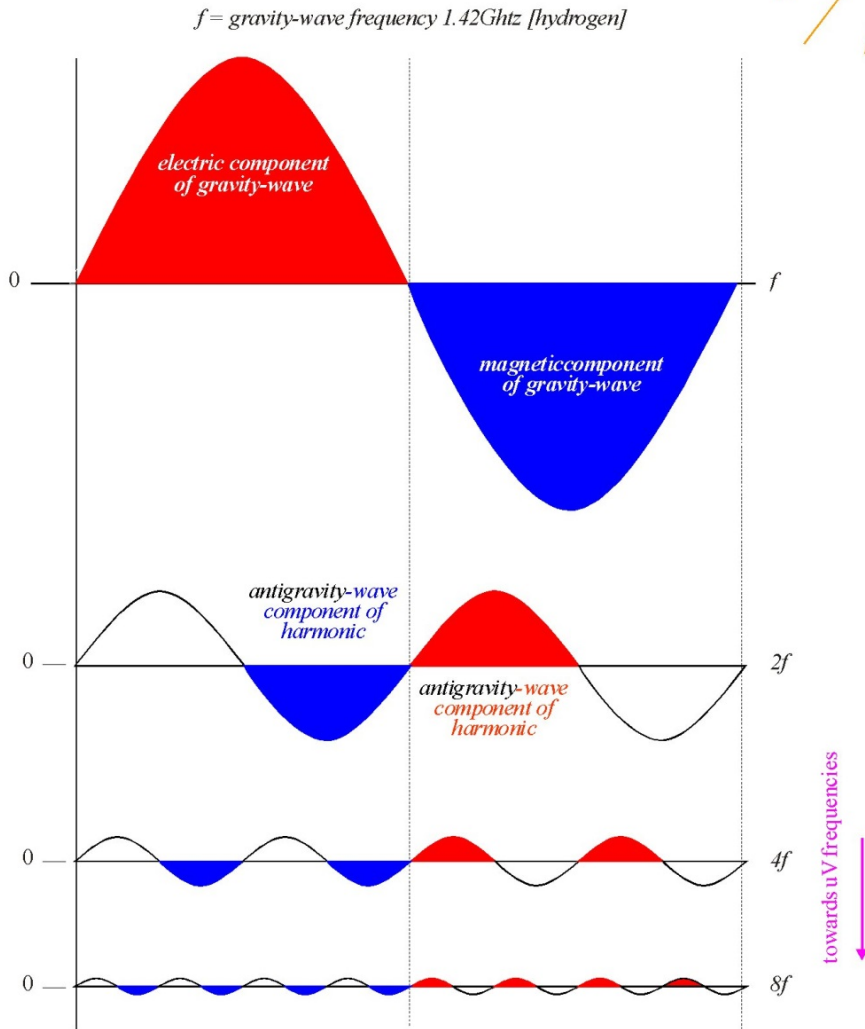 f = gravity-wave frequency 1.42Ghtz [hydrogen]
electric component
of gravity-wave
0
f
magneticcomponent
of gravity-wave
antigravity-wave
component of
harmonic
0
2f
antigravity-wave
component of
harmonic
towards uV frequencies
0
4f
0
8f